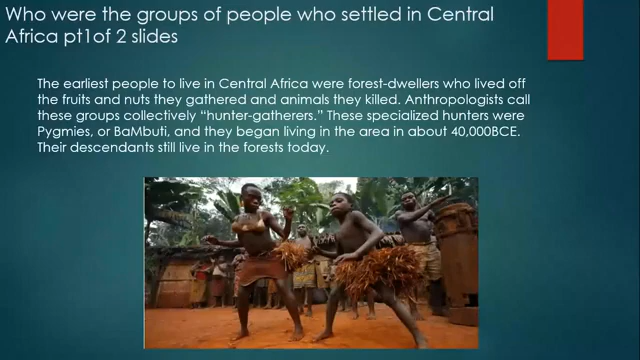 Who were the groups of people who settled in Central
Africa pt1of 2 slides
The earliest people to live in Central Africa were forest-dwellers who lived off
the fruits and nuts they gathered and animals they killed. Anthropologists call
these groups collectively “hunter-gatherers.” These specialized hunters were
Pygmies, or BaMbuti, and they began living in the area in about 40,000BCE.
Their descendants still live in the forests today.